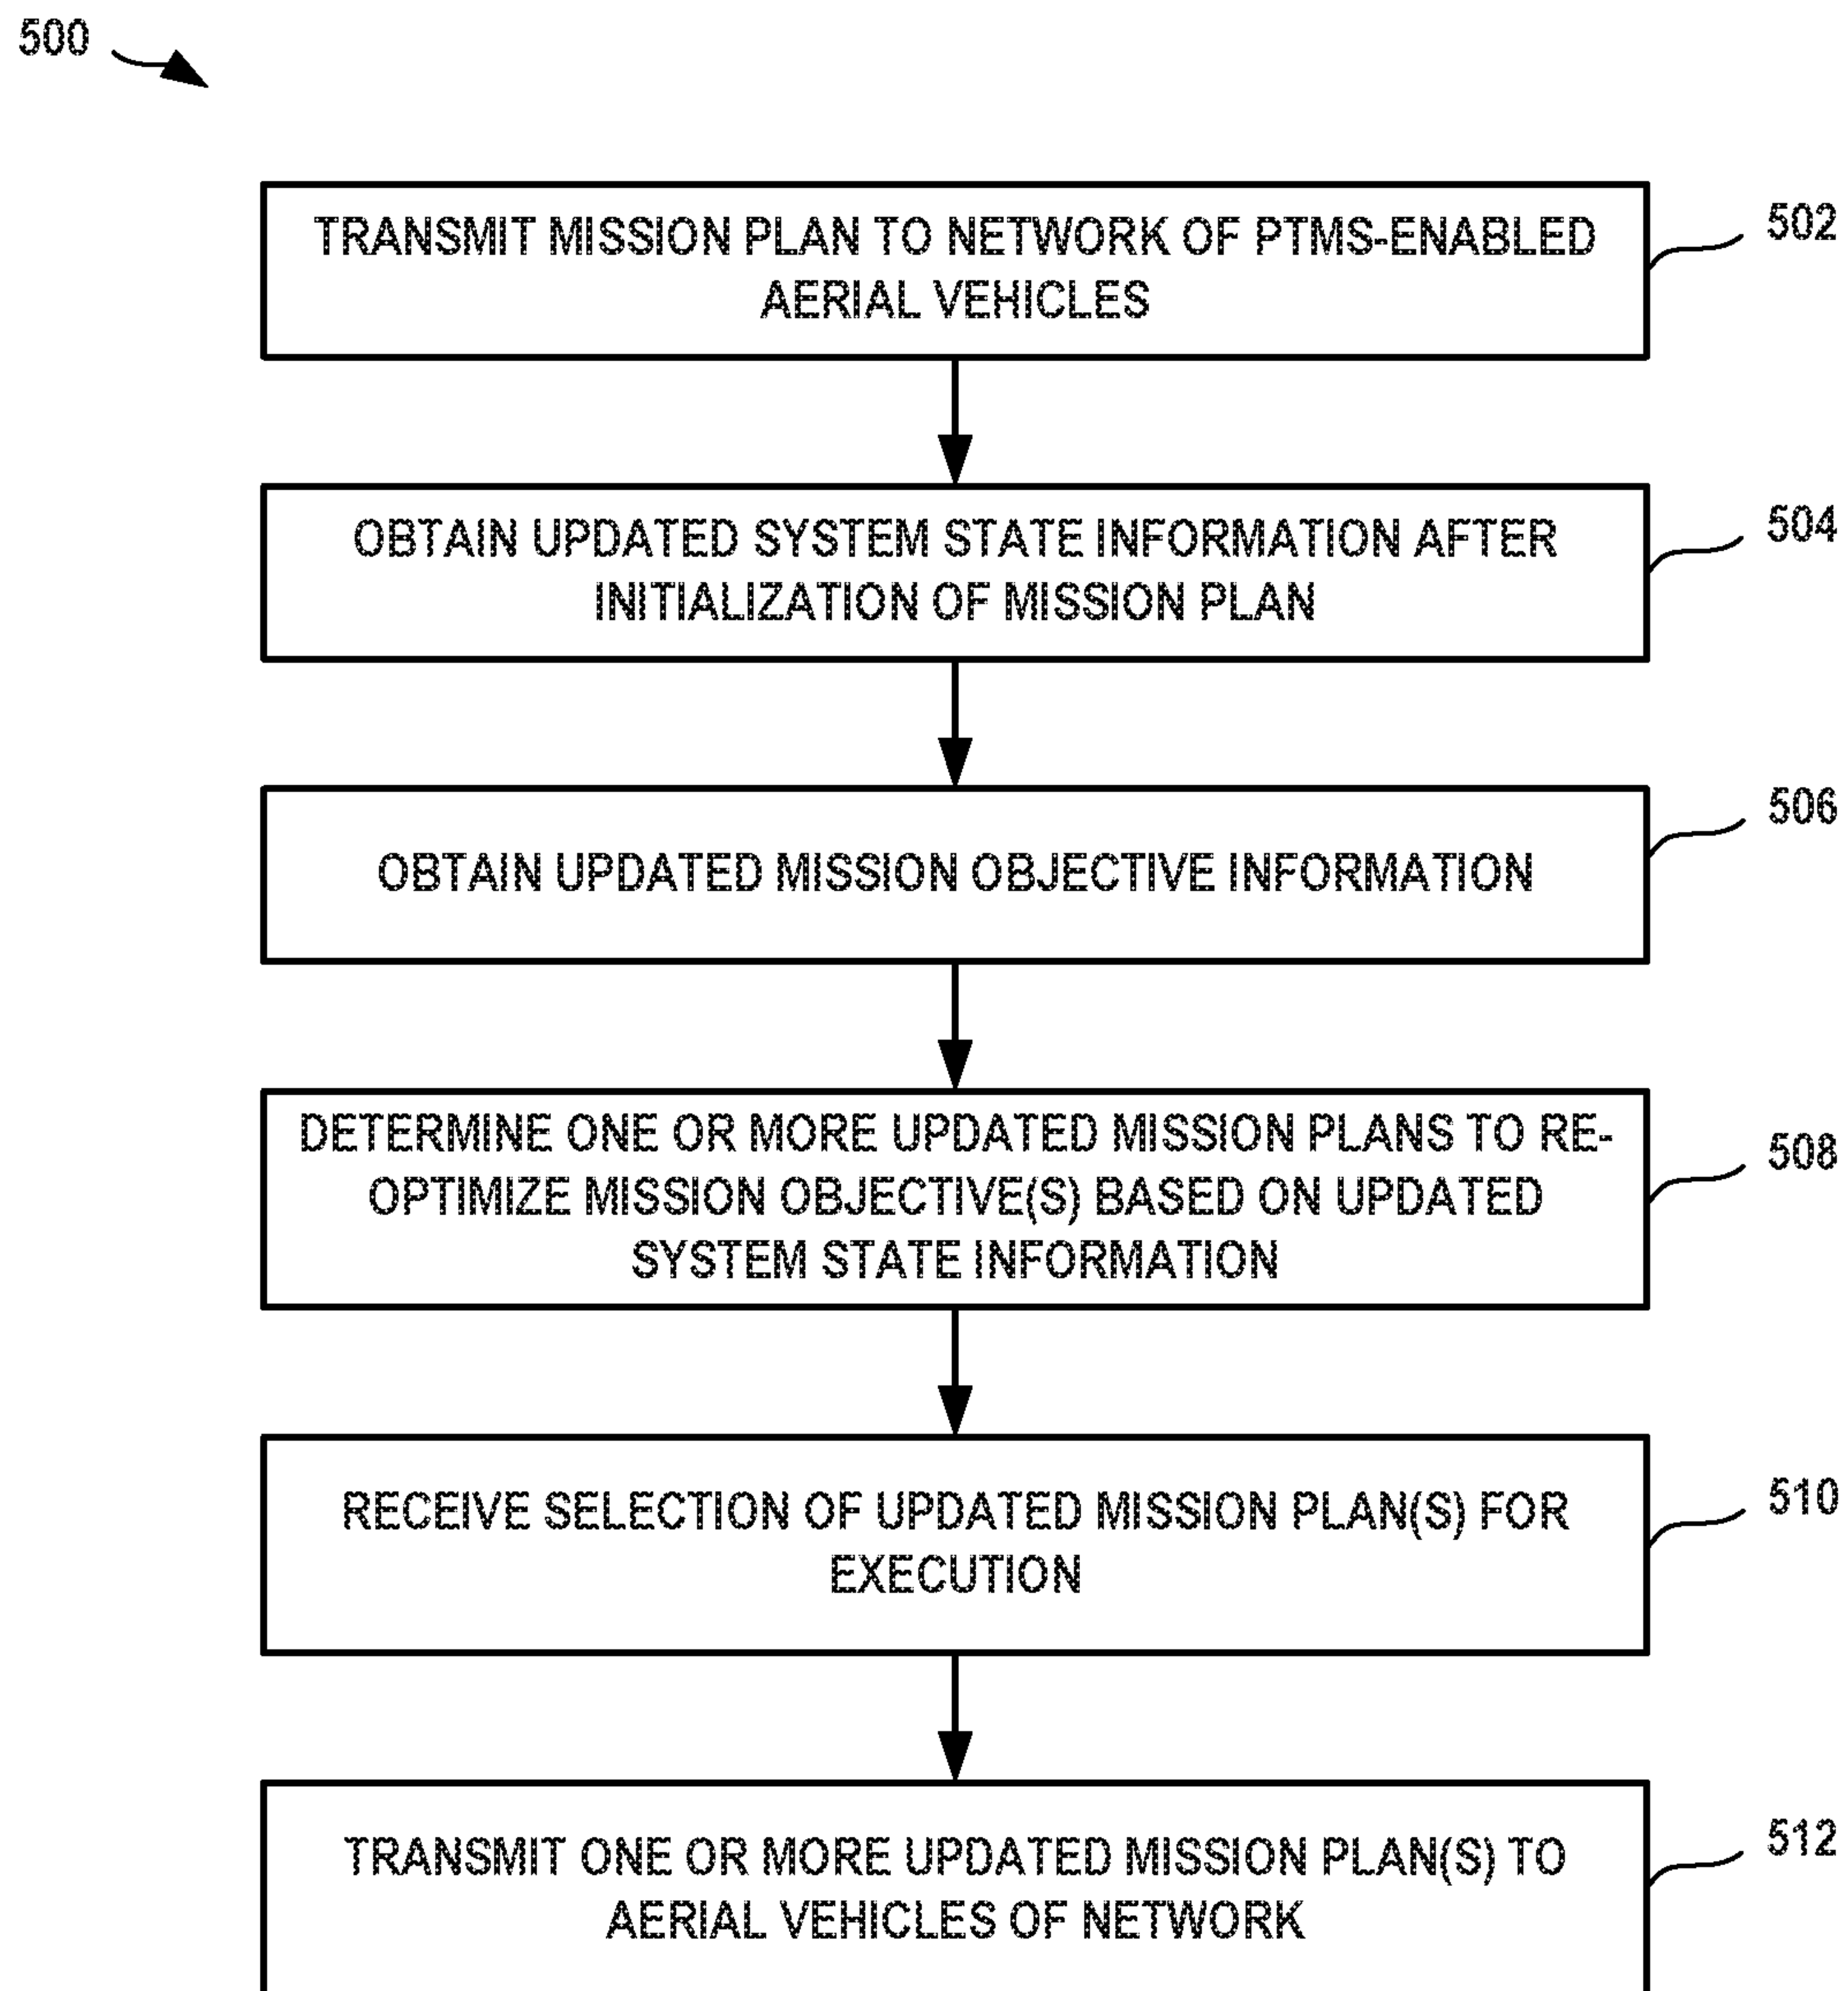 500
TRANSMIT MISSION PLAN TO NETWORK OF PTMS-ENABLED
AERIAL VEHICLES
502
OBTAIN UPDATED SYSTEM STATE INFORMATION AFTER
INITIALIZATION OF MISSION PLAN
504
OBTAIN UPDATED MISSION OBJECTIVE INFORMATION
506
DETERMINE ONE OR MORE UPDATED MISSION PLANS TO RE-
OPTIMIZE MISSION OBJECTIVE(S) BASED ON UPDATED
SYSTEM STATE INFORMATION
508
RECEIVE SELECTION OF UPDATED MISSION PLAN(S) FOR
EXECUTION
510
TRANSMIT ONE OR MORE UPDATED MISSION PLAN(S) TO
AERIAL VEHICLES OF NETWORK
512